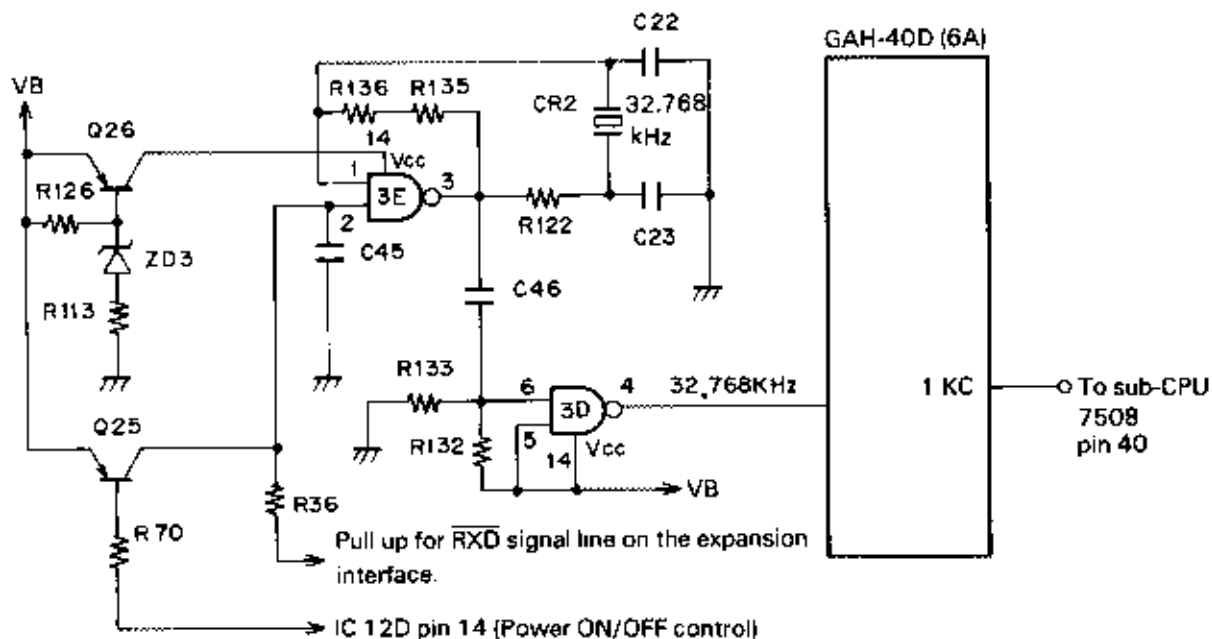 C22
GAH-40D (6A)
VB
R136 R135
CR2
32.768
kHz
Q26
14
Vcc
1
3E
3
R126
2
R122
C23
C45
ZD3
C46
R113
R133
6
4
32.768KHz
3D
1 KC
To sub-CPU
7508
pin 40
Q25
5
R132
14
Vcc
VB
R36
R70
Pull up for RXD signal line on the expansion
interface.
IC 12D pin 14 (Power ON/OFF control)